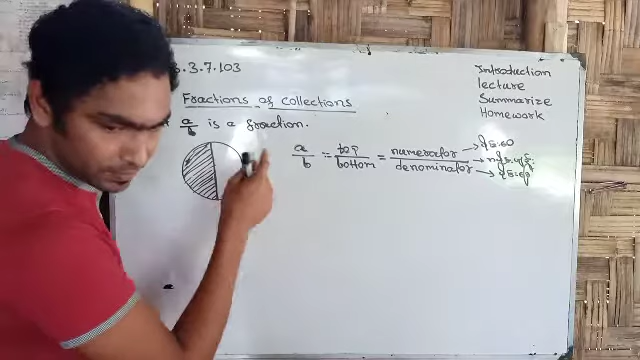 3.7.103
Fractions of collections
a/b is a fraction.
a/b = top/bottom = numerator/denominator
Introduction
lecture
Summarize
Homework